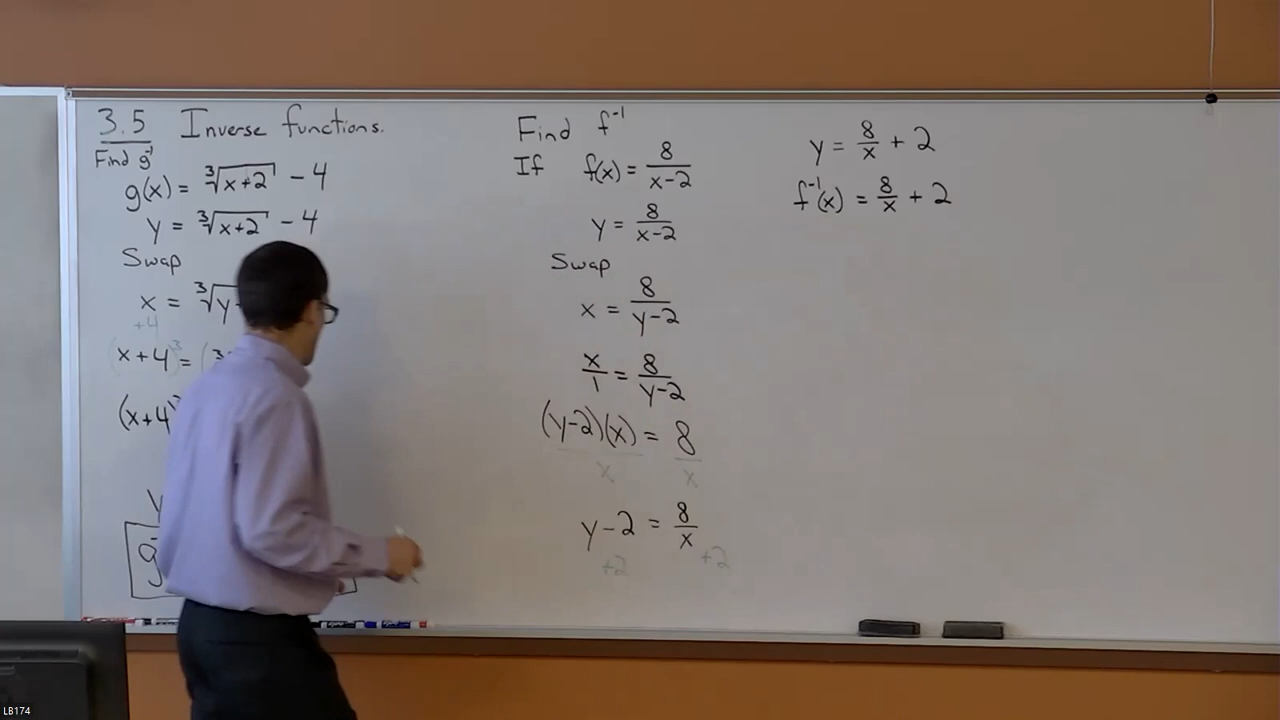 3.5 Inverse functions.
Find g⁻¹
g(x) = ∛(x+2) - 4
y = ∛(x+2) - 4
Swap
x = ∛y
+4
(x+4)³ = (3
(x+4)
y
g
Find f⁻¹
If f(x) = 8/(x-2)
y = 8/(x-2)
Swap
x = 8/(y-2)
x/1 = 8/(y-2)
(y-2)(x) = 8
x x
y-2 = 8/x
+2 +2
y = 8/x + 2
f⁻¹(x) = 8/x + 2
LB174